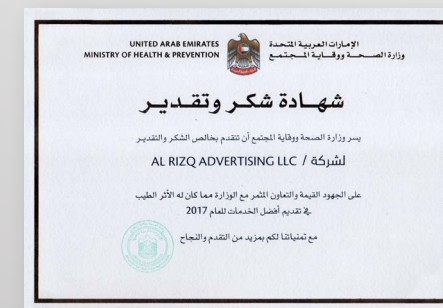 UNITED ARAB EMIRATES
MINISTRY OF HEALTH & PREVENTION
الإمارات العربية المتحدة
وزارة الصحة ووقاية المجتمع
شهادة شكر وتقدير
يسر وزارة الصحة ووقاية المجتمع أن تتقدم بخالص الشكر والتقدير
لشركة / AL RIZQ ADVERTISING LLC
على الجهود القيمة والتعاون المثمر مع الوزارة مما كان له الأثر الطيب
في تقديم أفضل الخدمات للعام 2017
مع تمنياتنا لكم بمزيد من التقدم والنجاح